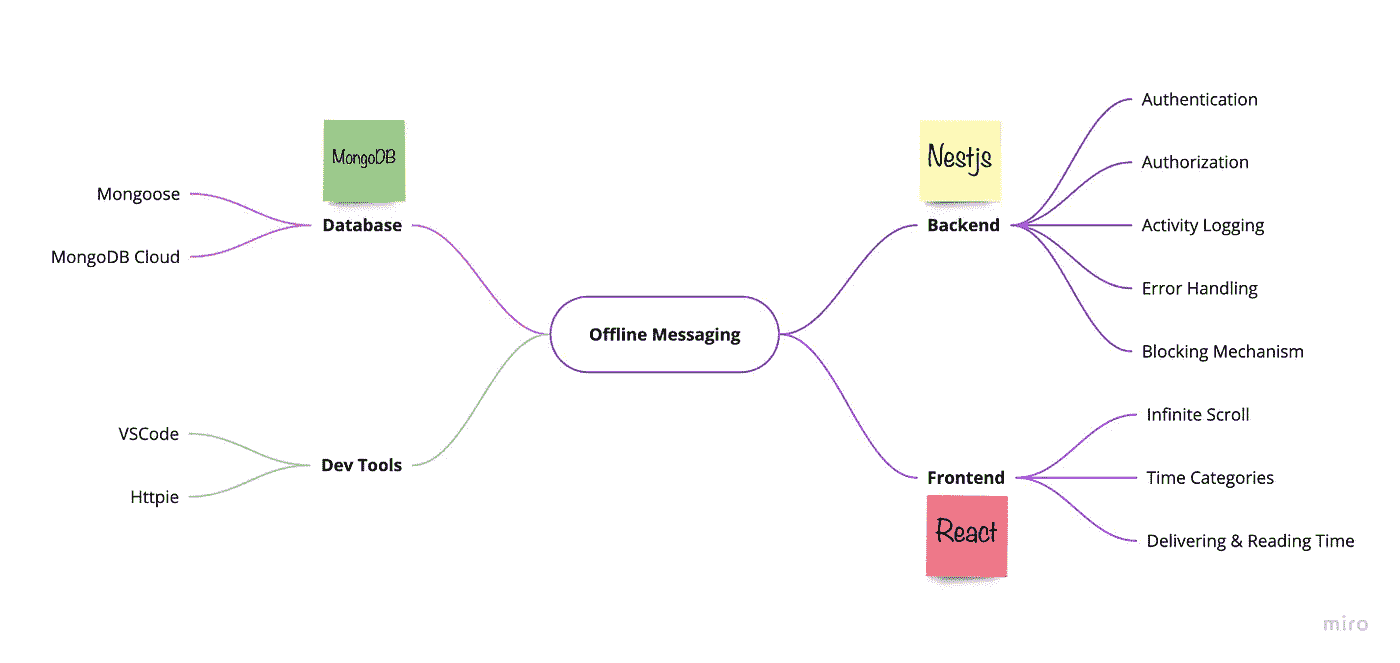 MongoDB
Mongoose
Database
MongoDB Cloud
VSCode
Dev Tools
Httpie
Offline Messaging
Nestjs
Backend
Authentication
Authorization
Activity Logging
Error Handling
Blocking Mechanism
Frontend
React
Infinite Scroll
Time Categories
Delivering & Reading Time
miro